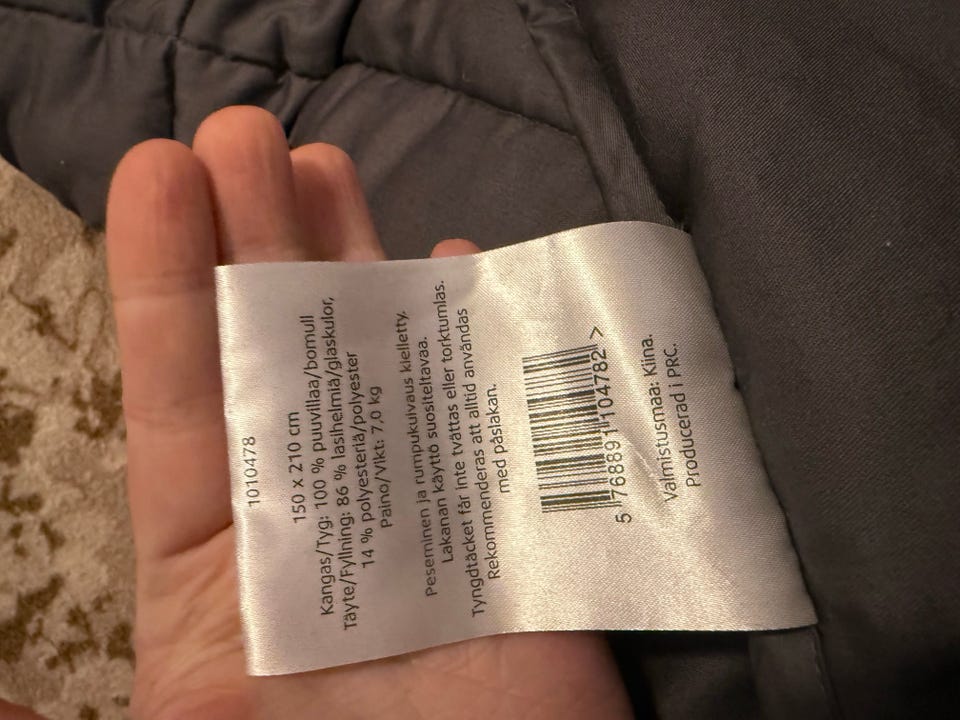 1010478
150 x 210 cm
Kangas/Tyg: 100 % puuvillaa/bomull
Täyte/Fyllning: 86 % lasihelmiä/glaskulor,
14 % polyesteriä/polyester
Paino/Vikt: 7,0 kg
Peseminen ja rumpukuivaus kielletty.
Lakanan käyttö suositeltavaa.
Tyngdtäcket får inte tvättas eller torktumlas.
Rekommenderas att alltid användas
med påslakan.
5 76889 1 104782 >
Valmistusmaa: Kiina.
Producerad i PRC.